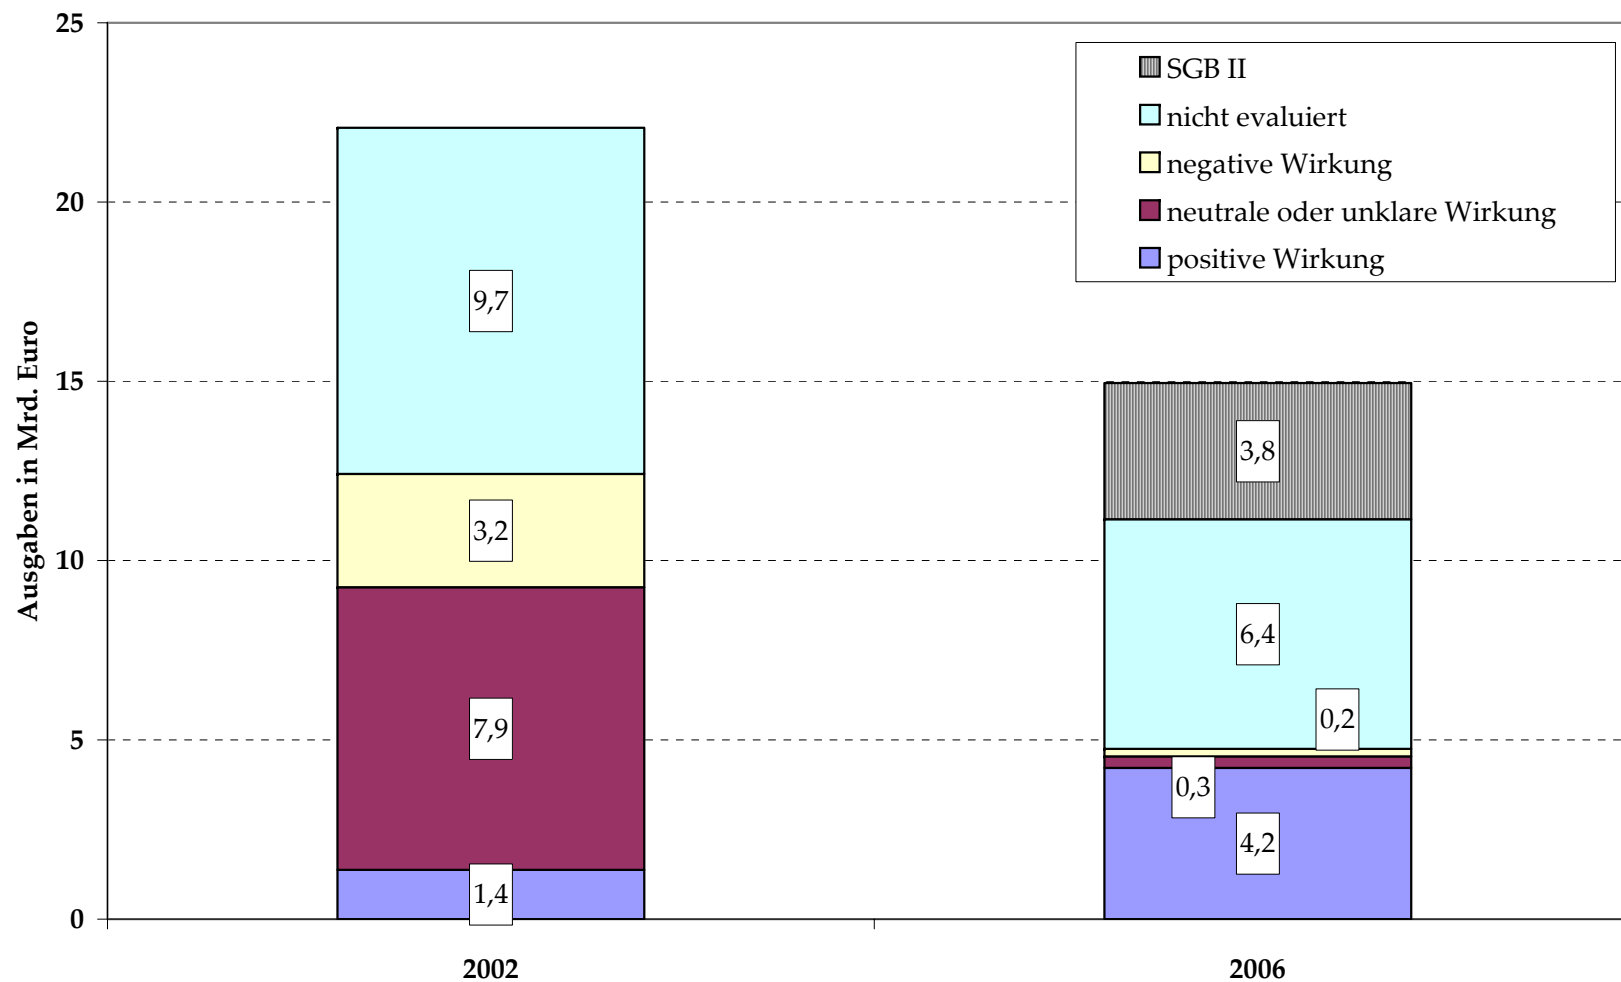 25
20
15
10
5
0
Ausgaben in Mrd. Euro
SGB II
nicht evaluiert
negative Wirkung
neutrale oder unklare Wirkung
positive Wirkung
9,7
3,2
7,9
1,4
3,8
6,4
0,2
0,3
4,2
2002
2006